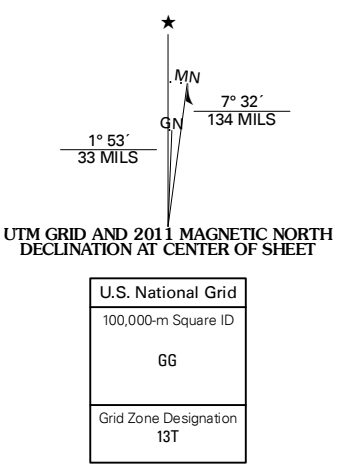 MN
7° 32´
134 MILS
GN
1° 53´
33 MILS
UTM GRID AND 2011 MAGNETIC NORTH
DECLINATION AT CENTER OF SHEET
U.S. National Grid
100,000-m Square ID
GG
Grid Zone Designation
13T